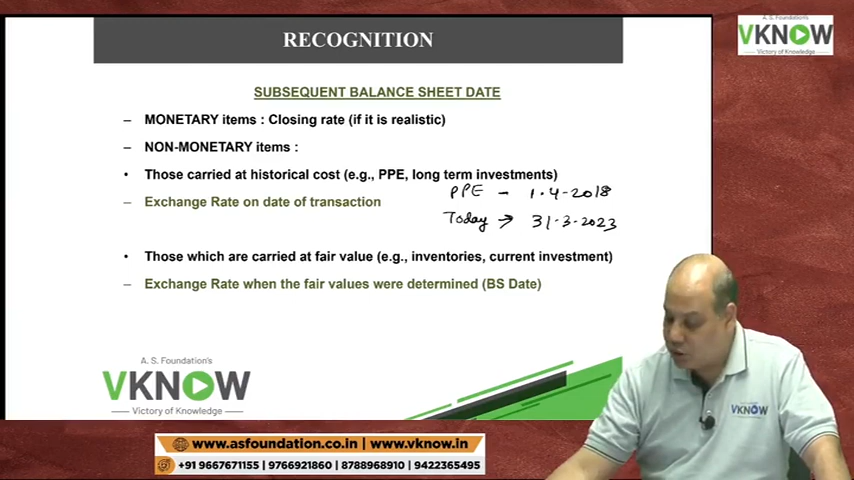 RECOGNITION
A. S. Foundation's
VKNOW
Victory of Knowledge
SUBSEQUENT BALANCE SHEET DATE
– MONETARY items : Closing rate (if it is realistic)
– NON-MONETARY items :
• Those carried at historical cost (e.g., PPE, long term investments)
PPE – 1.4-2018
– Exchange Rate on date of transaction
Today → 31-3-2023
• Those which are carried at fair value (e.g., inventories, current investment)
– Exchange Rate when the fair values were determined (BS Date)
A. S. Foundation's
VKNOW
Victory of Knowledge
VKNOW
www.asfoundation.co.in | www.vknow.in
+91 9667671155 | 9766921860 | 8788968910 | 9422365495